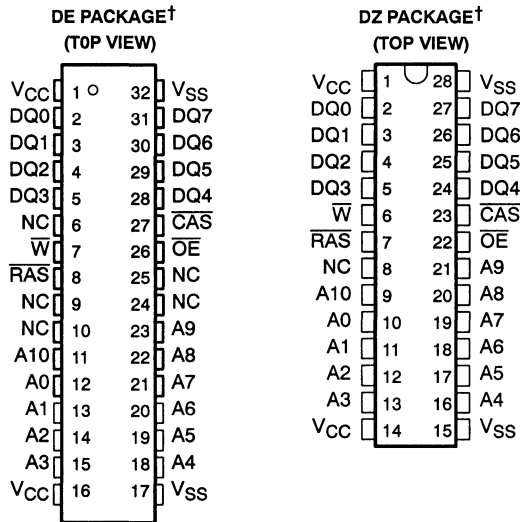 DE PACKAGE†
(TOP VIEW)
VCC 1 32 VSS
DQ0 2 31 DQ7
DQ1 3 30 DQ6
DQ2 4 29 DQ5
DQ3 5 28 DQ4
NC 6 27 C̅A̅S̅
W̅ 7 26 O̅E̅
R̅A̅S̅ 8 25 NC
NC 9 24 NC
NC 10 23 A9
A10 11 22 A8
A0 12 21 A7
A1 13 20 A6
A2 14 19 A5
A3 15 18 A4
VCC 16 17 VSS
DZ PACKAGE†
(TOP VIEW)
VCC 1 28 VSS
DQ0 2 27 DQ7
DQ1 3 26 DQ6
DQ2 4 25 DQ5
DQ3 5 24 DQ4
W̅ 6 23 C̅A̅S̅
R̅A̅S̅ 7 22 O̅E̅
NC 8 21 A9
A10 9 20 A8
A0 10 19 A7
A1 11 18 A6
A2 12 17 A5
A3 13 16 A4
VCC 14 15 VSS